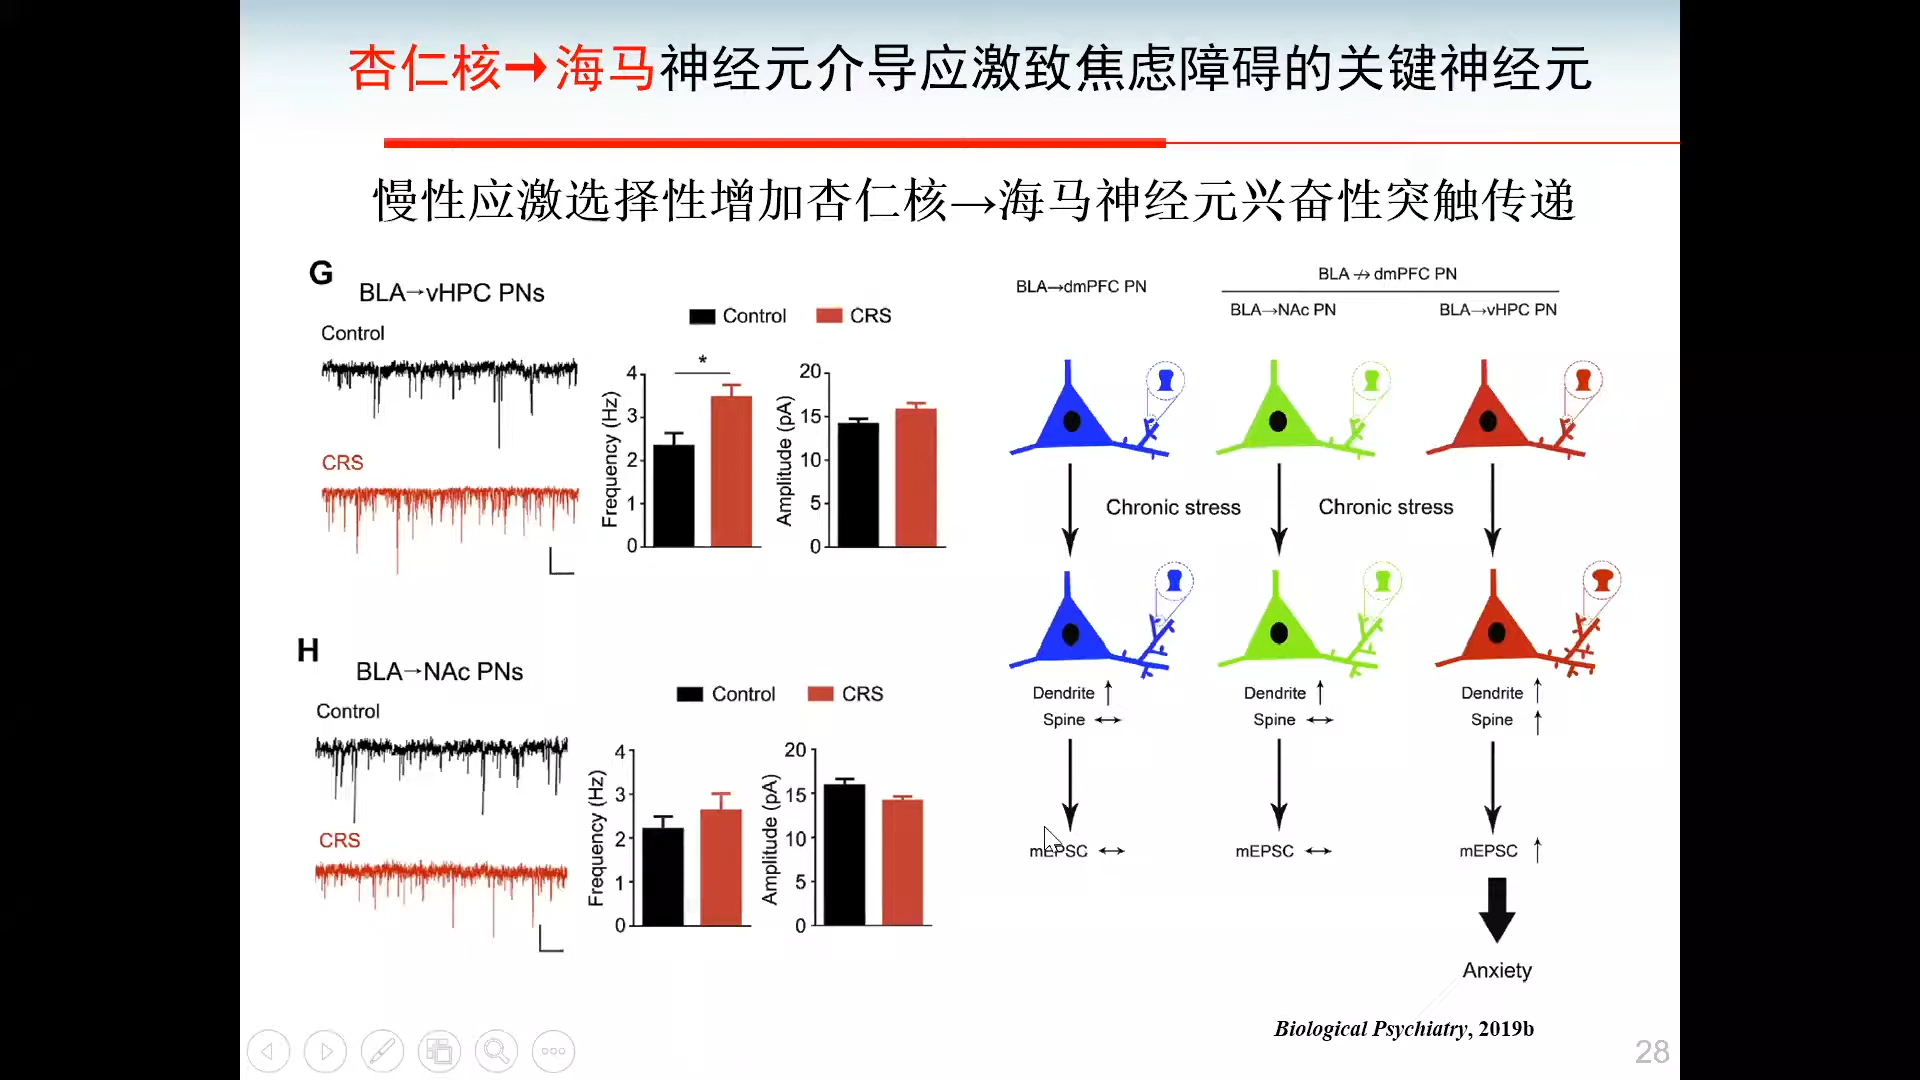 杏仁核→海马神经元介导应激致焦虑障碍的关键神经元
慢性应激选择性增加杏仁核→海马神经元兴奋性突触传递
G
BLA→vHPC PNs
Control
CRS
Control CRS
*
Frequency (Hz)
4
3
2
1
0
Amplitude (pA)
20
15
10
5
0
H
BLA→NAc PNs
Control
CRS
Control CRS
Frequency (Hz)
4
3
2
1
0
Amplitude (pA)
20
15
10
5
0
BLA→dmPFC PN
BLA ↛ dmPFC PN
BLA→NAc PN BLA→vHPC PN
Chronic stress Chronic stress
Dendrite ↑ Dendrite ↑ Dendrite ↑
Spine ↔ Spine ↔ Spine ↑
mEPSC ↔ mEPSC ↔ mEPSC ↑
Anxiety
Biological Psychiatry, 2019b
28